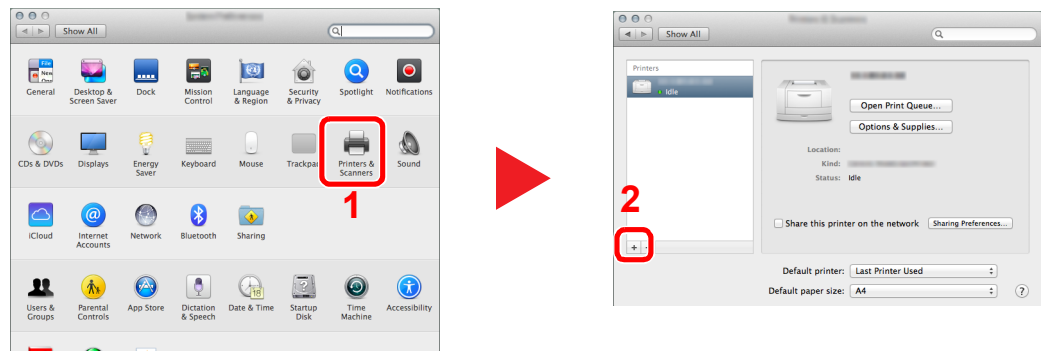 Show All
General
Desktop &
Screen Saver
Dock
Mission
Control
Language
& Region
Security
& Privacy
Spotlight
Notifications
CDs & DVDs
Displays
Energy
Saver
Keyboard
Mouse
Trackpad
Printers &
Scanners
Sound
1
iCloud
Internet
Accounts
Network
Bluetooth
Sharing
18
Users &
Groups
Parental
Controls
App Store
Dictation
& Speech
Date & Time
Startup
Disk
Time
Machine
Accessibility
Show All
Printers
Idle
Open Print Queue...
Options & Supplies...
Location:
Kind:
Status: Idle
2
Share this printer on the network Sharing Preferences...
+
Default printer: Last Printer Used
Default paper size: A4
?